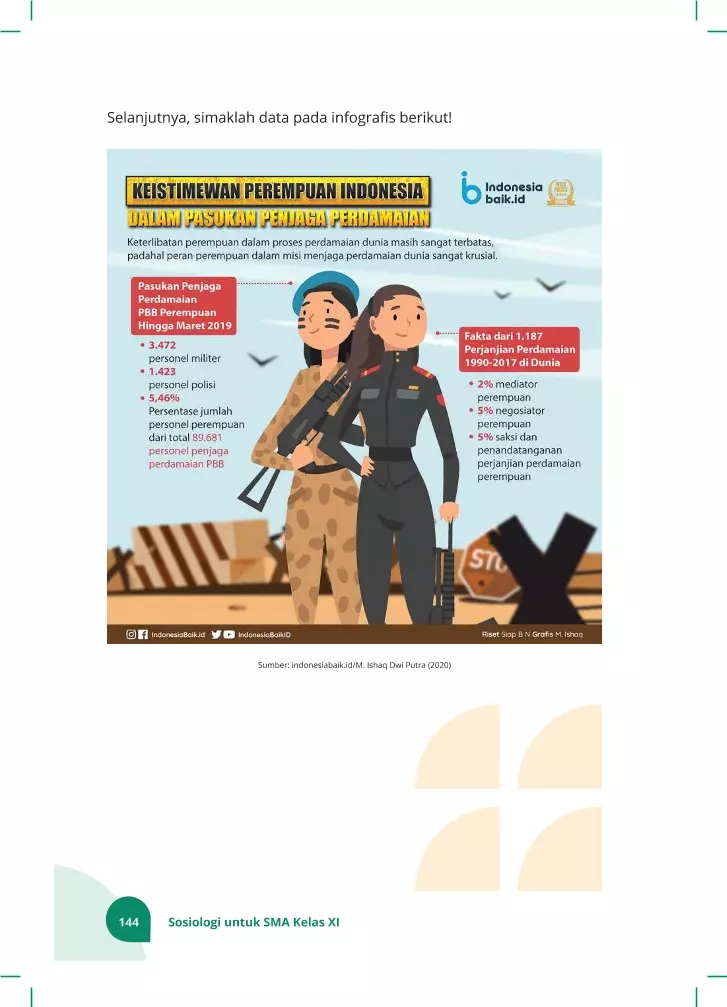 Selanjutnya, simaklah data pada infografis berikut!
KEISTIMEWAN PEREMPUAN INDONESIA
DALAM PASUKAN PENJAGA PERDAMAIAN
Indonesia
baik.id
Keterlibatan perempuan dalam proses perdamaian dunia masih sangat terbatas,
padahal peran perempuan dalam misi menjaga perdamaian dunia sangat krusial.
Pasukan Penjaga
Perdamaian
PBB Perempuan
Hingga Maret 2019
• 3.472
personel militer
• 1.423
personel polisi
• 5,46%
Persentase jumlah
personel perempuan
dari total 89.681
personel penjaga
perdamaian PBB
Fakta dari 1.187
Perjanjian Perdamaian
1990-2017 di Dunia
• 2% mediator
perempuan
• 5% negosiator
perempuan
• 5% saksi dan
penandatanganan
perjanjian perdamaian
perempuan
IndonesiaBaik.id
IndonesiaBaikID
Riset Siap B N Grafis M. Ishaq
Sumber: indonesiabaik.id/M. Ishaq Dwi Putra (2020)
144
Sosiologi untuk SMA Kelas XI